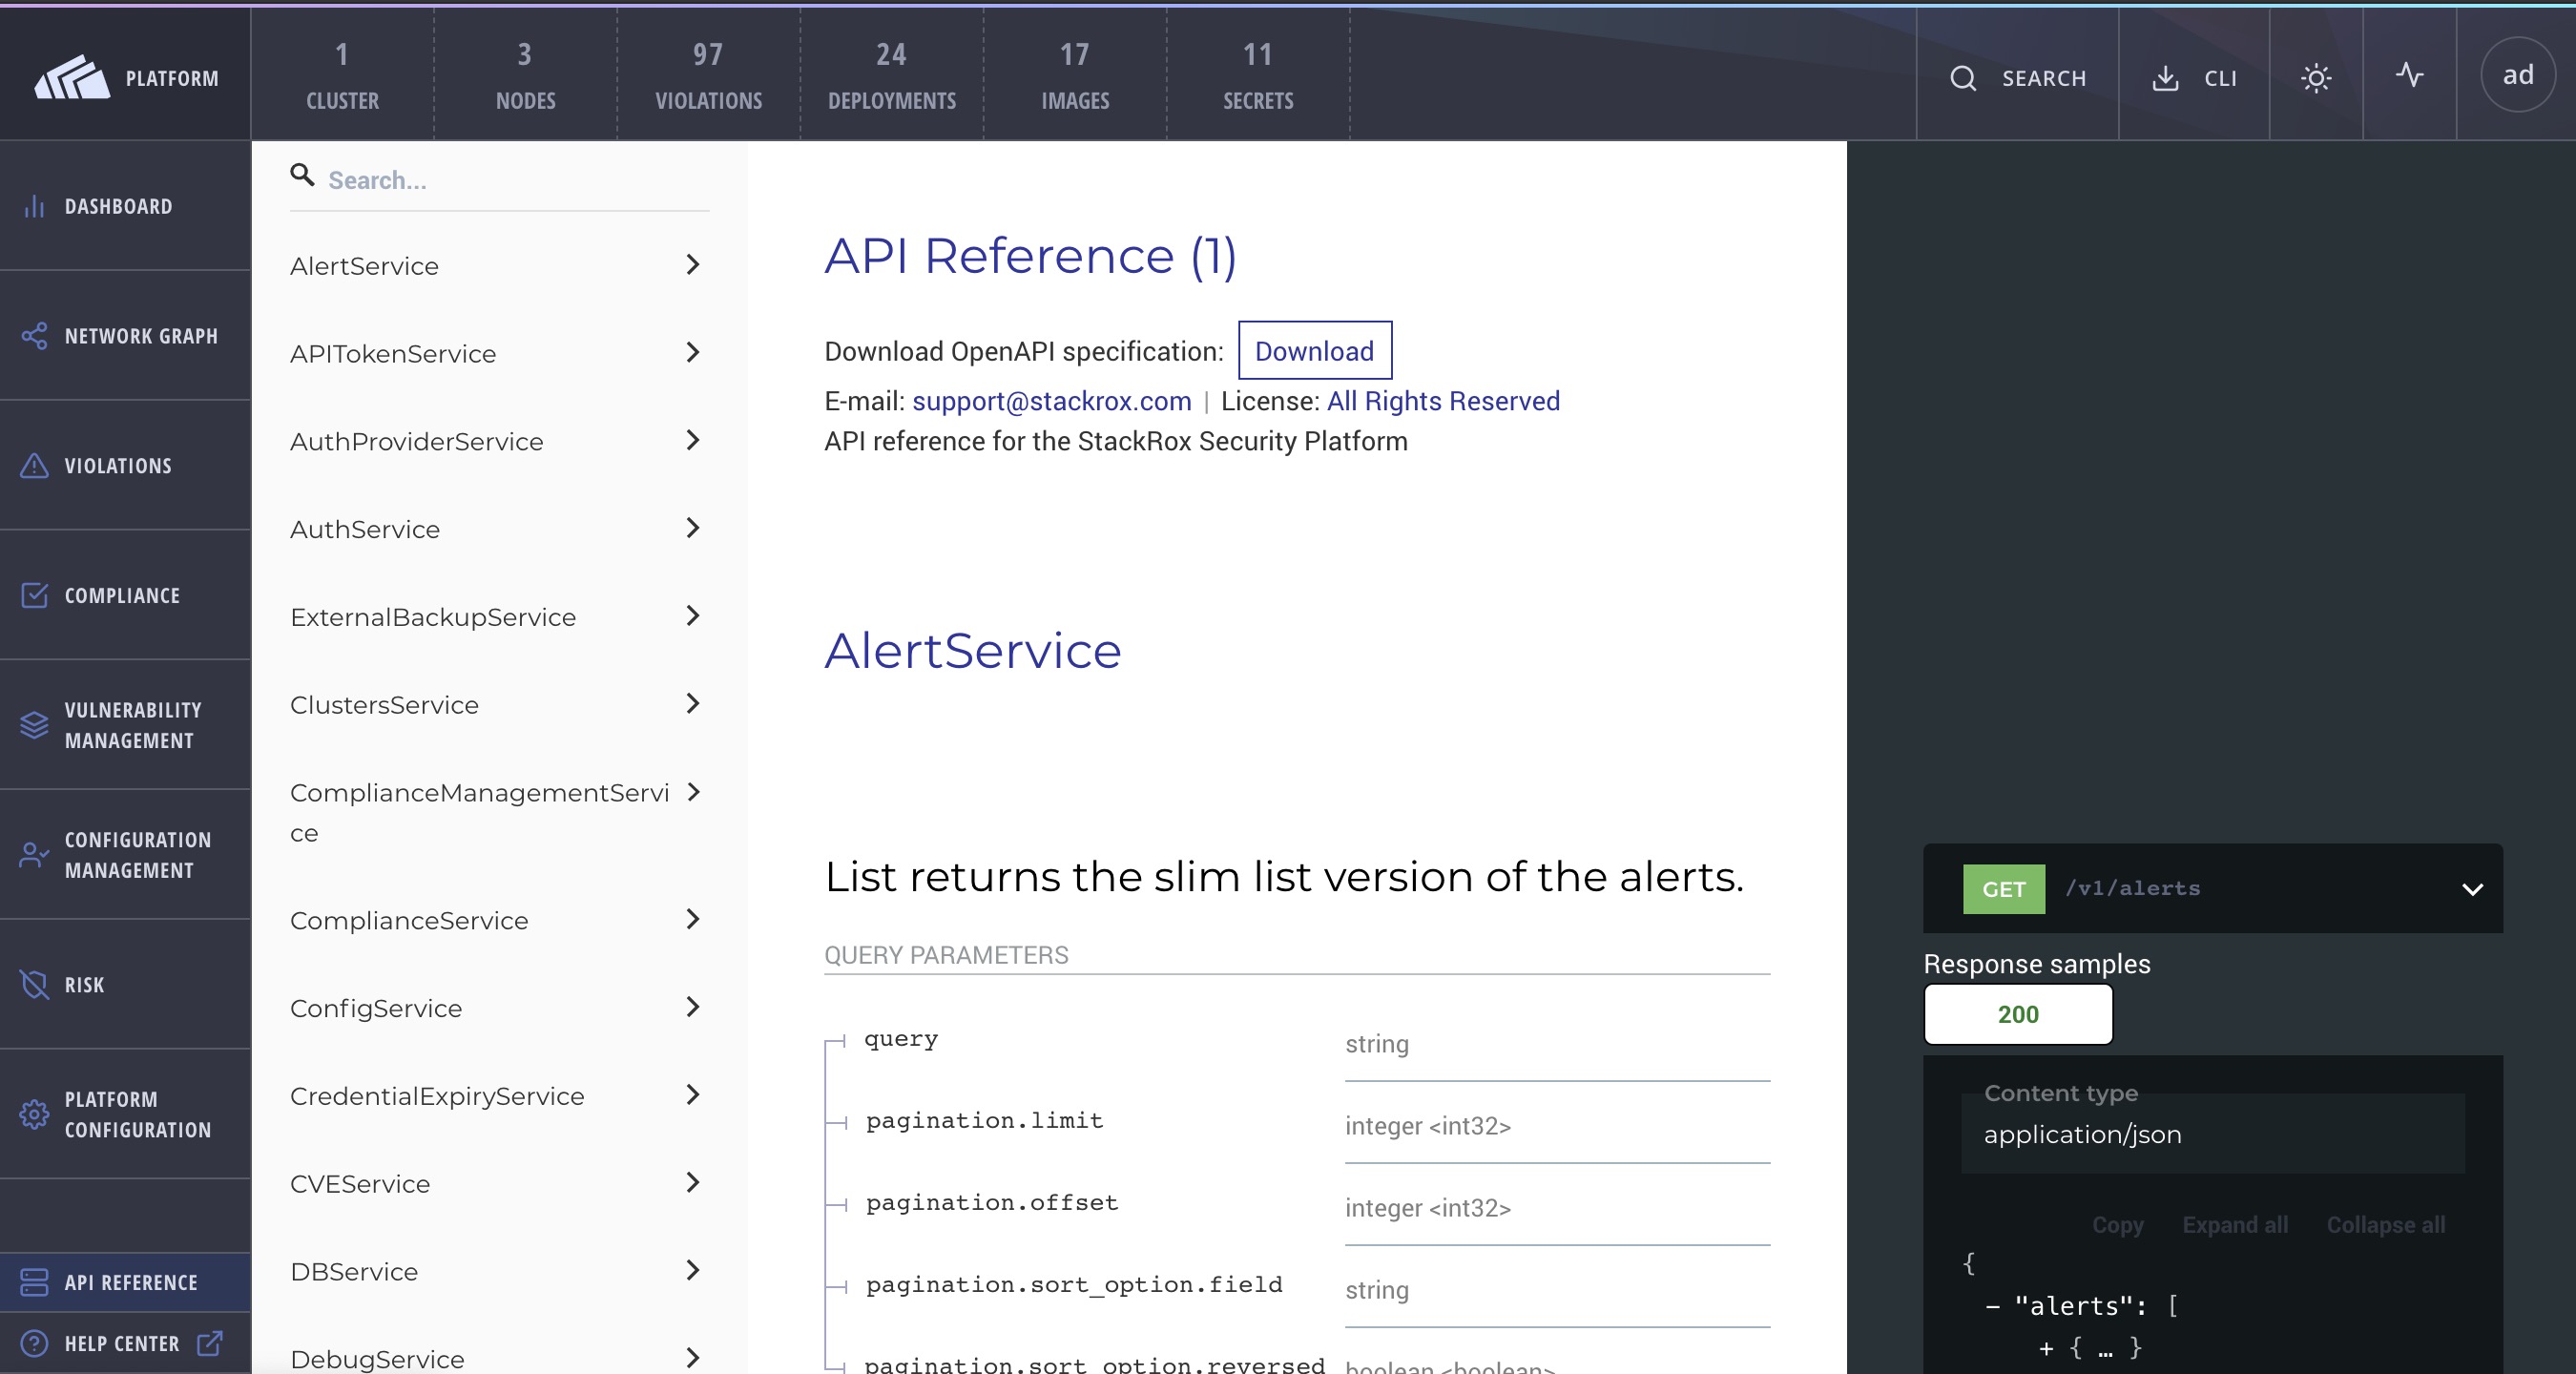 PLATFORM
1
CLUSTER
3
NODES
97
VIOLATIONS
24
DEPLOYMENTS
17
IMAGES
11
SECRETS
SEARCH
CLI
ad
DASHBOARD
NETWORK GRAPH
VIOLATIONS
COMPLIANCE
VULNERABILITY
MANAGEMENT
CONFIGURATION
MANAGEMENT
RISK
PLATFORM
CONFIGURATION
API REFERENCE
HELP CENTER
Search...
AlertService
APITokenService
AuthProviderService
AuthService
ExternalBackupService
ClustersService
ComplianceManagementServi
ce
ComplianceService
ConfigService
CredentialExpiryService
CVEService
DBService
DebugService
API Reference (1)
Download OpenAPI specification: Download
E-mail: support@stackrox.com | License: All Rights Reserved
API reference for the StackRox Security Platform
AlertService
List returns the slim list version of the alerts.
QUERY PARAMETERS
query string
pagination.limit integer <int32>
pagination.offset integer <int32>
pagination.sort_option.field string
pagination.sort_option.reversed boolean <boolean>
GET /v1/alerts
Response samples
200
Content type
application/json
Copy Expand all Collapse all
{
– "alerts": [
+ { … }